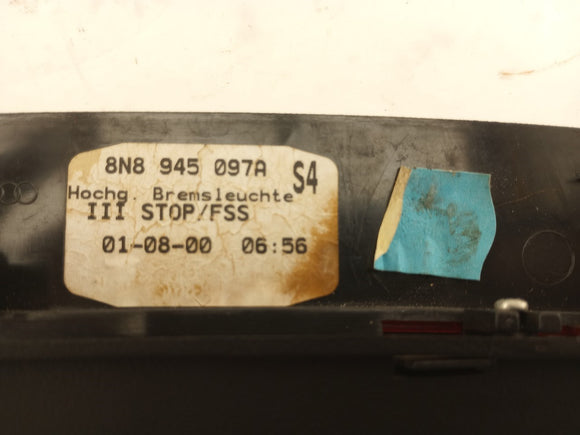 8N8 945 097A S4
Hochg. Bremsleuchte
III STOP/FSS
01-08-00 06:56